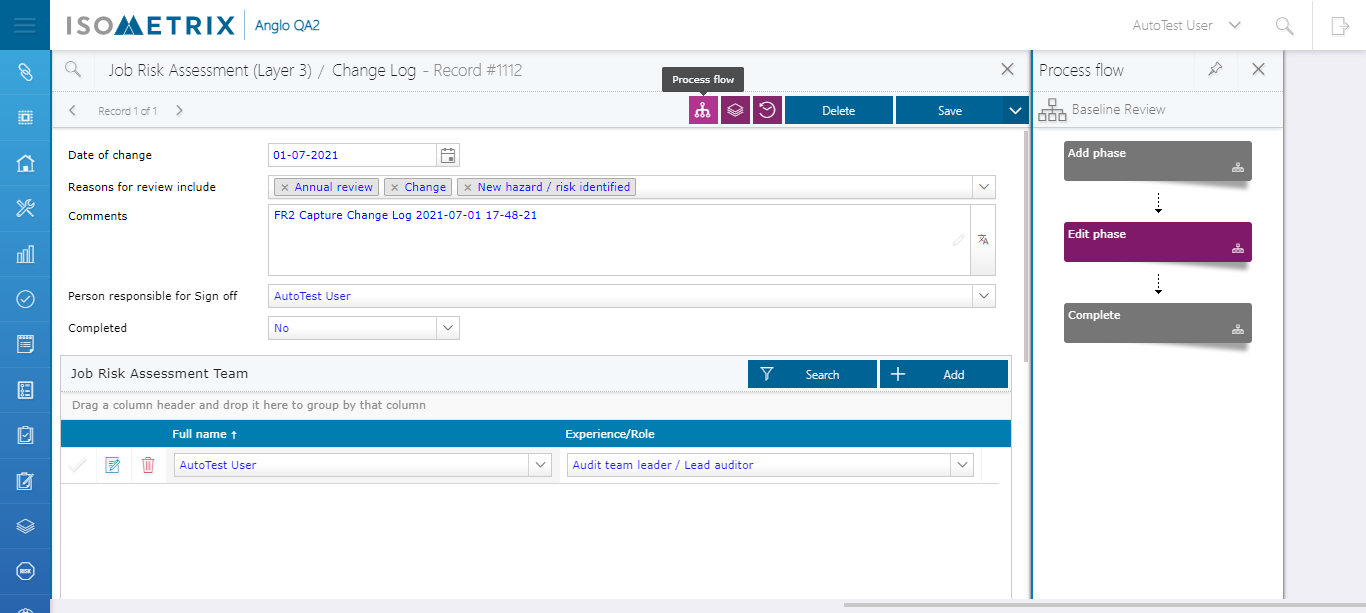 ISOMETRIX Anglo QA2 AutoTest User
Job Risk Assessment (Layer 3) / Change Log - Record #1112
Process flow
Record 1 of 1
Delete
Save
Date of change 01-07-2021
Reasons for review include × Annual review × Change × New hazard / risk identified
Comments FR2 Capture Change Log 2021-07-01 17-48-21
Person responsible for Sign off AutoTest User
Completed No
Job Risk Assessment Team Search Add
Drag a column header and drop it here to group by that column
Full name ↑ Experience/Role
AutoTest User Audit team leader / Lead auditor
Process flow
Baseline Review
Add phase
Edit phase
Complete